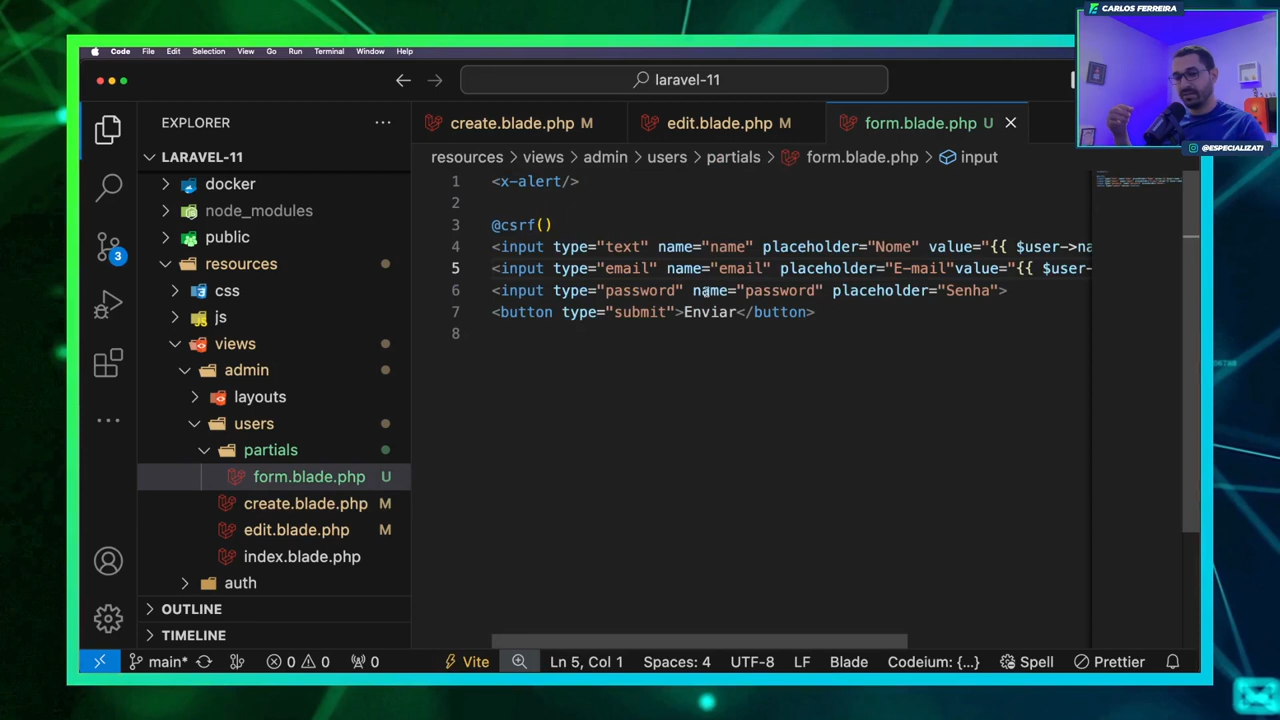 CARLOS FERREIRA
@ESPECIALIZATI
Code File Edit Selection View Go Run Terminal Window Help
laravel-11
EXPLORER
create.blade.php M
edit.blade.php M
form.blade.php U
LARAVEL-11
resources > views > admin > users > partials > form.blade.php > input
docker
node_modules
public
resources
css
js
views
admin
layouts
users
partials
form.blade.php U
create.blade.php M
edit.blade.php M
index.blade.php
auth
OUTLINE
TIMELINE
3
1 <x-alert/>
2
3 @csrf()
4 <input type="text" name="name" placeholder="Nome" value="{{ $user->na
5 <input type="email" name="email" placeholder="E-mail"value="{{ $user-
6 <input type="password" name="password" placeholder="Senha">
7 <button type="submit">Enviar</button>
8
main* 0 0 0 Vite Ln 5, Col 1 Spaces: 4 UTF-8 LF Blade Codeium: {...} Spell Prettier